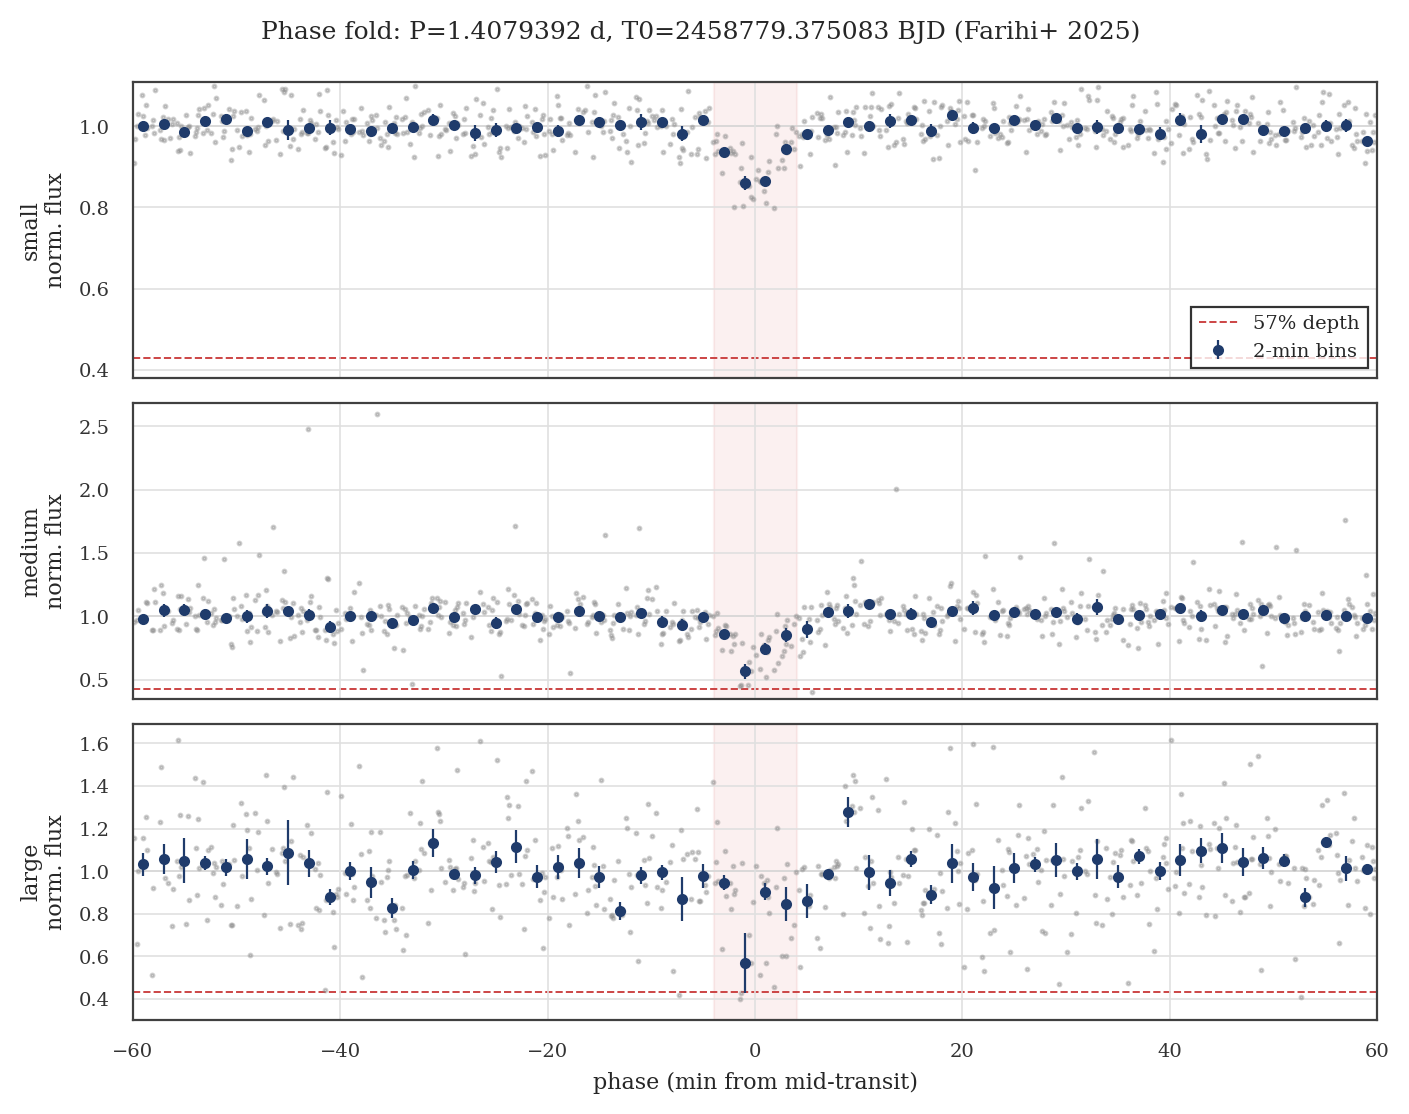 Phase fold: P=1.4079392 d, T0=2458779.375083 BJD (Farihi+ 2025)
small
norm. flux
1.0
0.8
0.6
0.4
57% depth
2-min bins
medium
norm. flux
2.5
2.0
1.5
1.0
0.5
large
norm. flux
1.6
1.4
1.2
1.0
0.8
0.6
0.4
−60 −40 −20 0 20 40 60
phase (min from mid-transit)